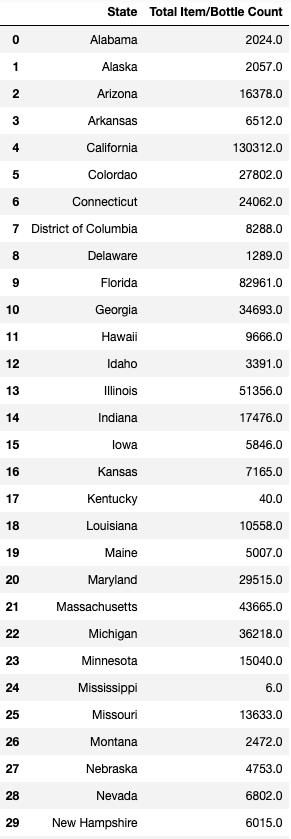 State Total Item/Bottle Count
0 Alabama 2024.0
1 Alaska 2057.0
2 Arizona 16378.0
3 Arkansas 6512.0
4 California 130312.0
5 Colordao 27802.0
6 Connecticut 24062.0
7 District of Columbia 8288.0
8 Delaware 1289.0
9 Florida 82961.0
10 Georgia 34693.0
11 Hawaii 9666.0
12 Idaho 3391.0
13 Illinois 51356.0
14 Indiana 17476.0
15 Iowa 5846.0
16 Kansas 7165.0
17 Kentucky 40.0
18 Louisiana 10558.0
19 Maine 5007.0
20 Maryland 29515.0
21 Massachusetts 43665.0
22 Michigan 36218.0
23 Minnesota 15040.0
24 Mississippi 6.0
25 Missouri 13633.0
26 Montana 2472.0
27 Nebraska 4753.0
28 Nevada 6802.0
29 New Hampshire 6015.0